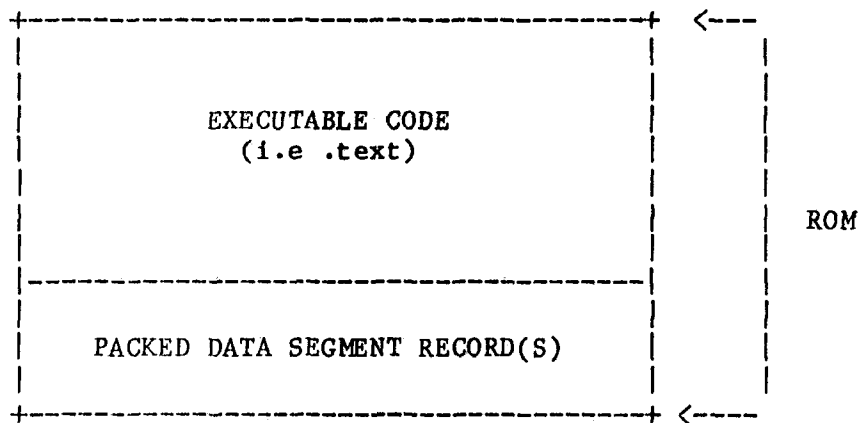 EXECUTABLE CODE
(i.e .text)
ROM
PACKED DATA SEGMENT RECORD(S)